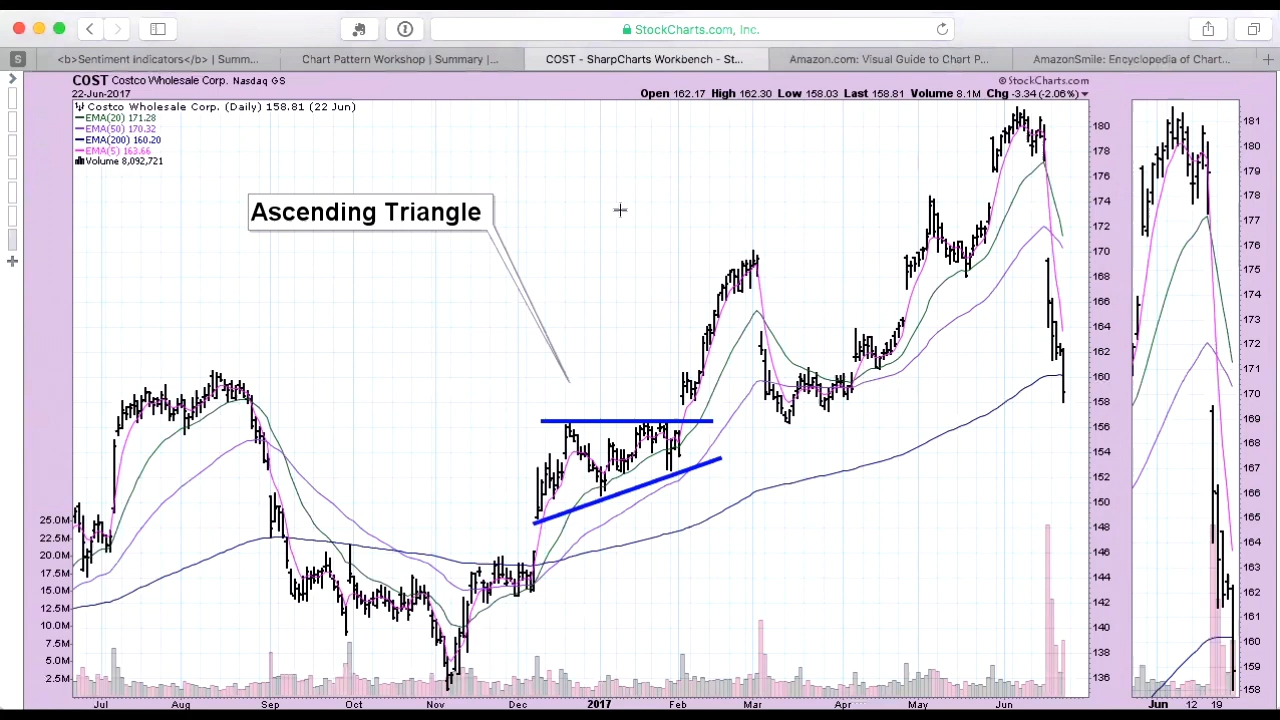 StockCharts.com, Inc.
S
<b>Sentiment Indicators</b> | Summ...
Chart Pattern Workshop | Summary |...
COST - SharpCharts Workbench - St...
Amazon.com: Visual Guide to Chart P...
AmazonSmile: Encyclopedia of Chart...
COST Costco Wholesale Corp. Nasdaq GS
© StockCharts.com
22-Jun-2017
Open 162.17 High 162.30 Low 158.03 Last 158.81 Volume 8.1M Chg -3.34 (-2.06%)
Costco Wholesale Corp. (Daily) 158.81 (22 Jun)
EMA(20) 171.28
EMA(50) 170.32
EMA(200) 160.20
EMA(5) 163.66
Volume 8,092,721
Ascending Triangle
180
178
176
174
172
170
168
166
164
162
160
158
156
154
152
150
148
146
144
142
140
138
136
25.0M
22.5M
20.0M
17.5M
15.0M
12.5M
10.0M
7.5M
5.0M
2.5M
181
180
179
178
177
176
175
174
173
172
171
170
169
168
167
166
165
164
163
162
161
160
159
158
Jul Aug Sep Oct Nov Dec 2017 Feb Mar Apr May Jun
Jun 12 19